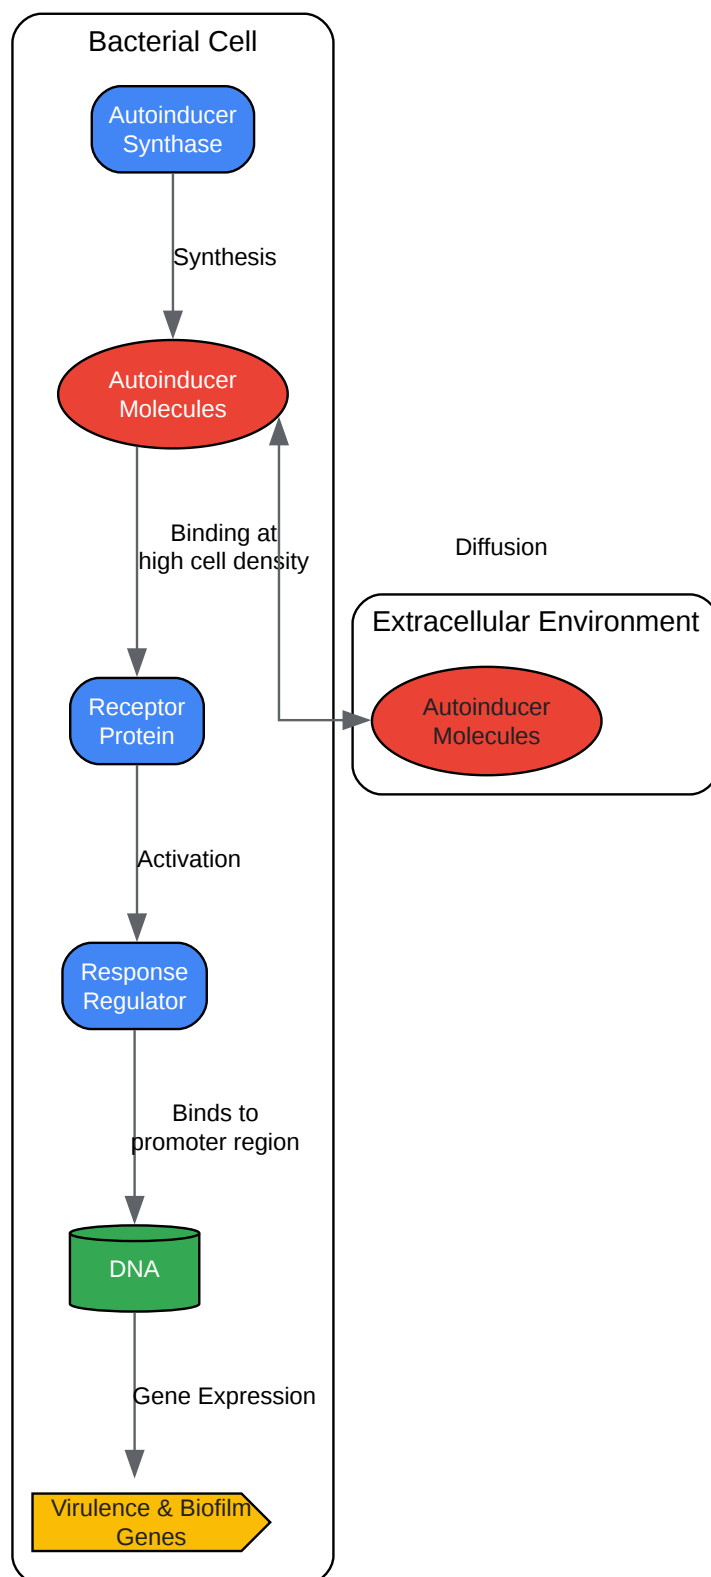 Bacterial Cell
Autoinducer
Synthase
Synthesis
Autoinducer
Molecules
Binding at
high cell density
Diffusion
Extracellular Environment
Autoinducer
Molecules
Receptor
Protein
Activation
Response
Regulator
Binds to
promoter region
DNA
Gene Expression
Virulence & Biofilm
Genes